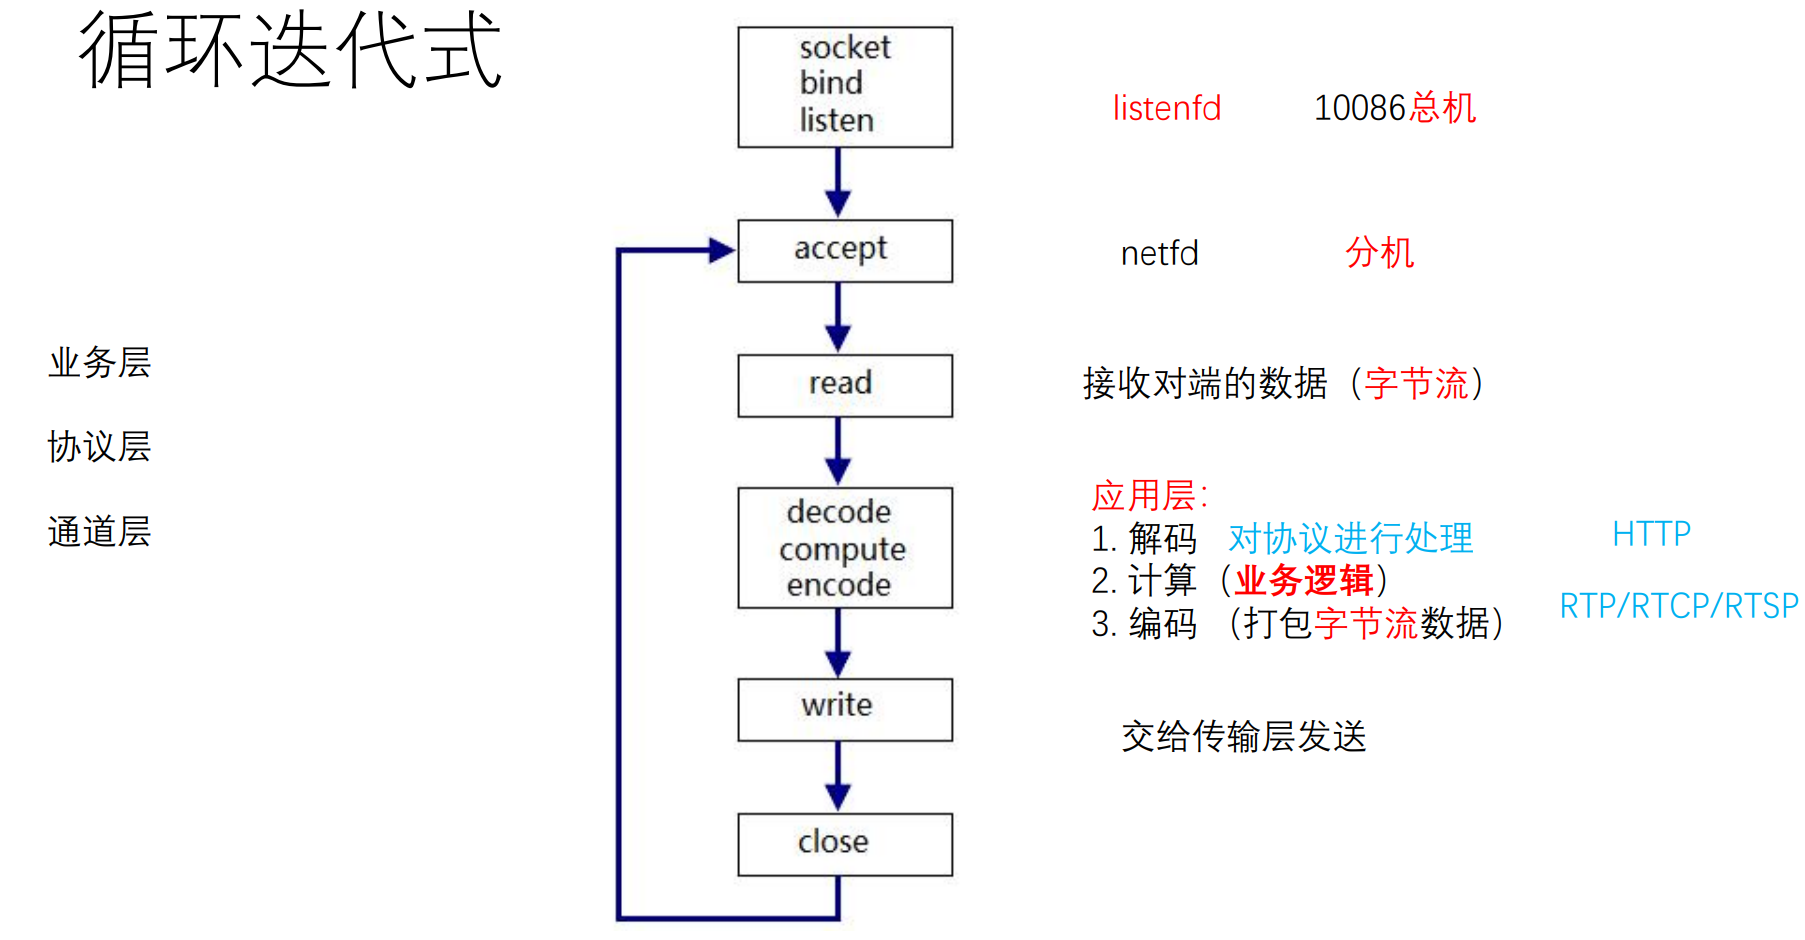 循环迭代式
socket
bind
listen
listenfd 10086总机
accept
netfd 分机
业务层
协议层
通道层
read
接收对端的数据（字节流）
decode
compute
encode
应用层：
1. 解码 对协议进行处理 HTTP
2. 计算（业务逻辑）
3. 编码 （打包字节流数据） RTP/RTCP/RTSP
write
交给传输层发送
close